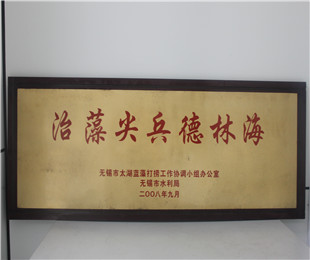 治藻尖兵德林海
无锡市太湖蓝藻打捞工作协调小组办公室
无锡市水利局
二〇〇八年九月